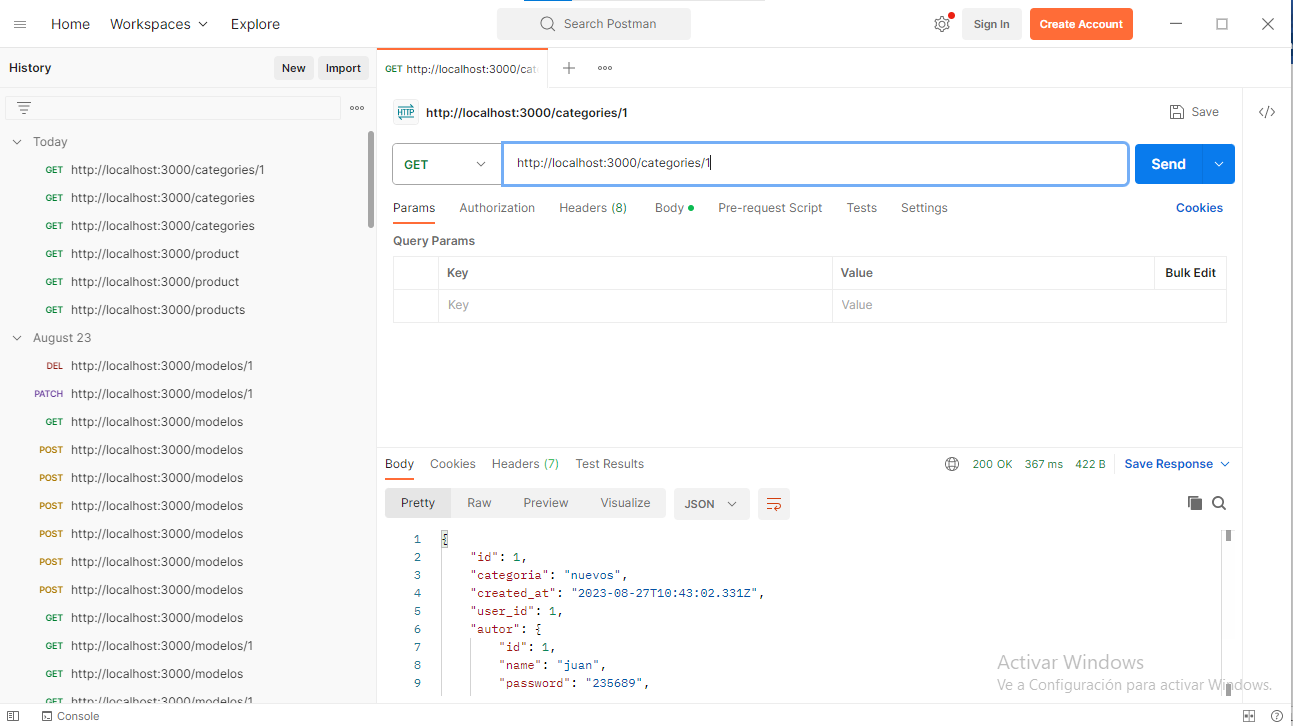 Home Workspaces Explore Search Postman Sign In Create Account
History New Import
GET http://localhost:3000/cat
Today
GET http://localhost:3000/categories/1
GET http://localhost:3000/categories
GET http://localhost:3000/categories
GET http://localhost:3000/product
GET http://localhost:3000/product
GET http://localhost:3000/products
August 23
DEL http://localhost:3000/modelos/1
PATCH http://localhost:3000/modelos/1
GET http://localhost:3000/modelos
POST http://localhost:3000/modelos
POST http://localhost:3000/modelos
POST http://localhost:3000/modelos
POST http://localhost:3000/modelos
POST http://localhost:3000/modelos
POST http://localhost:3000/modelos
GET http://localhost:3000/modelos
GET http://localhost:3000/modelos/1
GET http://localhost:3000/modelos
GET http://localhost:3000/modelos/1
HTTP http://localhost:3000/categories/1 Save </>
GET http://localhost:3000/categories/1 Send
Params Authorization Headers (8) Body Pre-request Script Tests Settings Cookies
Query Params
Key Value Bulk Edit
Key Value
Body Cookies Headers (7) Test Results 200 OK 367 ms 422 B Save Response
Pretty Raw Preview Visualize JSON
1 {
2 "id": 1,
3 "categoria": "nuevos",
4 "created_at": "2023-08-27T10:43:02.331Z",
5 "user_id": 1,
6 "autor": {
7 "id": 1,
8 "name": "juan",
9 "password": "235689",
Activar Windows
Ve a Configuración para activar Windows.
Console